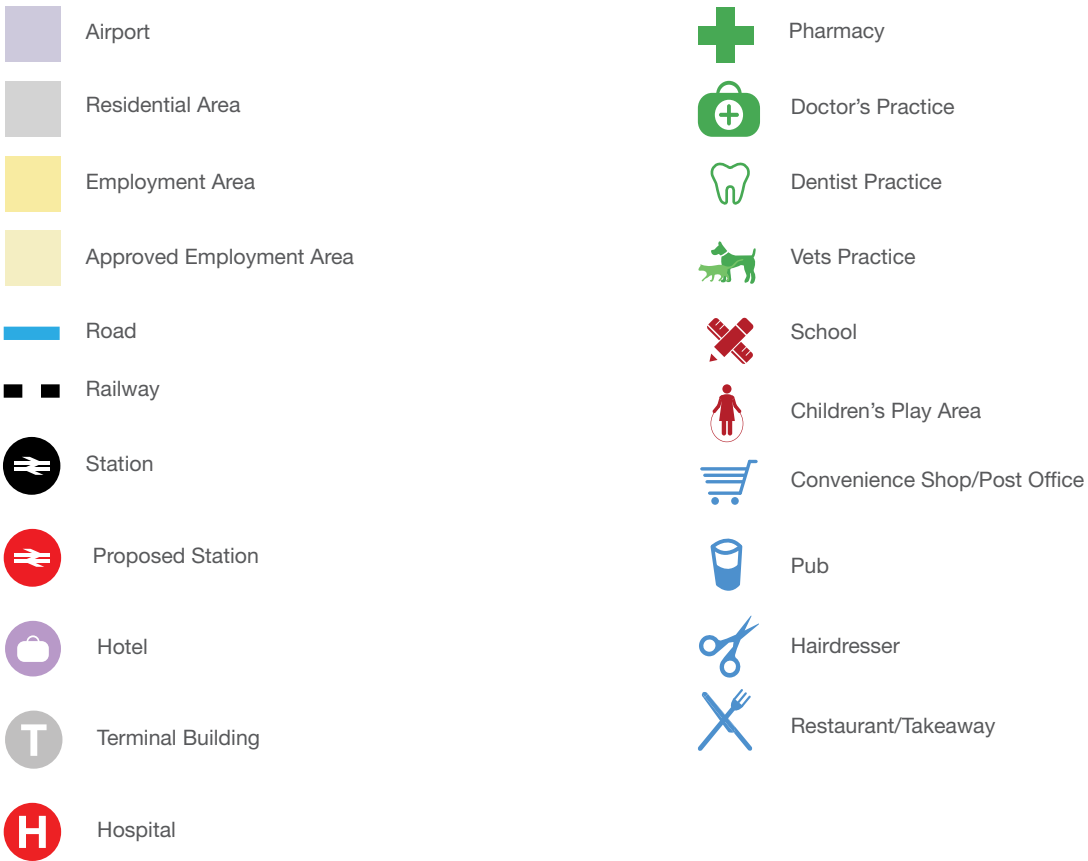 Airport
Residential Area
Employment Area
Approved Employment Area
Road
Railway
Station
Proposed Station
Hotel
T
Terminal Building
H
Hospital
Pharmacy
Doctor’s Practice
Dentist Practice
Vets Practice
School
Children’s Play Area
Convenience Shop/Post Office
Pub
Hairdresser
Restaurant/Takeaway